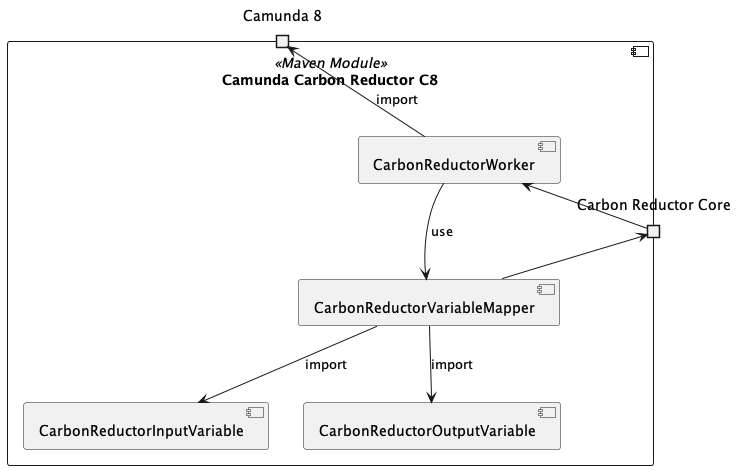 Camunda 8
«Maven Module»
Camunda Carbon Reductor C8
import
CarbonReductorWorker
Carbon Reductor Core
use
CarbonReductorVariableMapper
import
import
CarbonReductorInputVariable
CarbonReductorOutputVariable